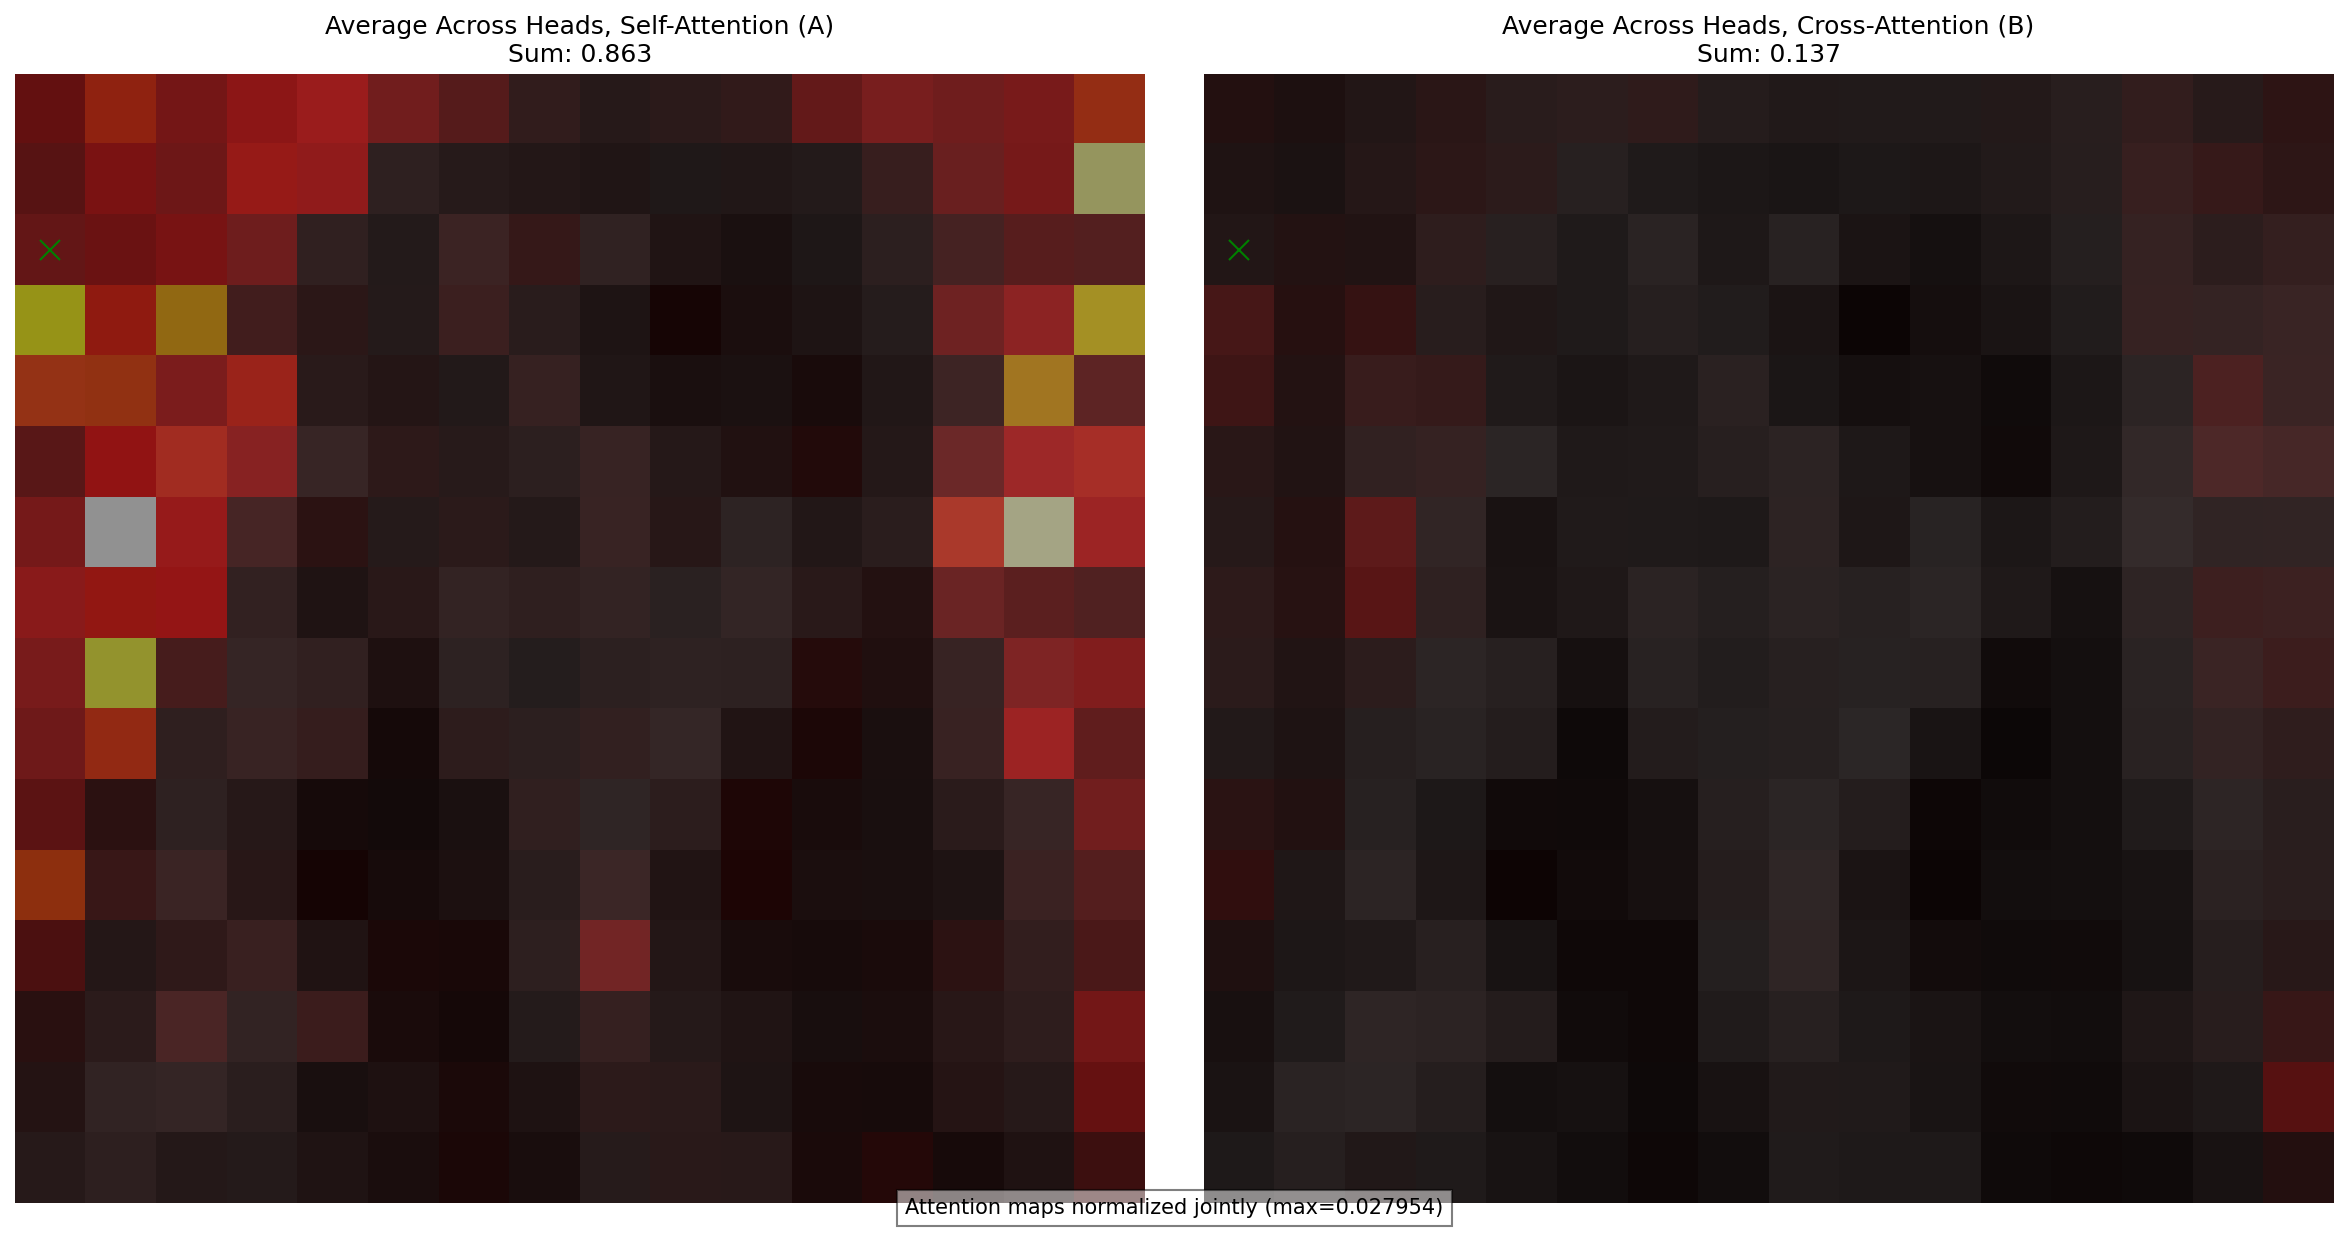 Average Across Heads, Self-Attention (A)
Sum: 0.863
Average Across Heads, Cross-Attention (B)
Sum: 0.137
Attention maps normalized jointly (max=0.027954)